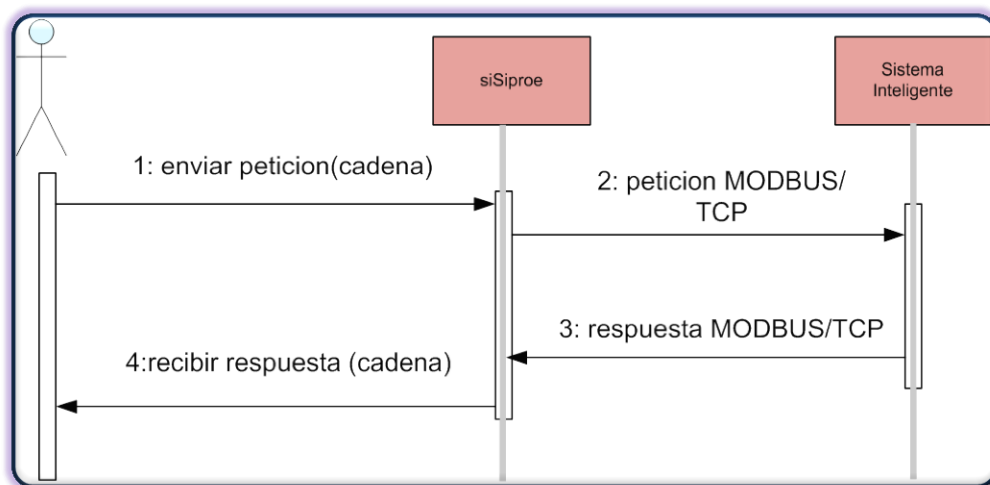 siSiproe
Sistema
Inteligente
1: enviar peticion(cadena)
2: peticion MODBUS/
TCP
3: respuesta MODBUS/TCP
4:recibir respuesta (cadena)